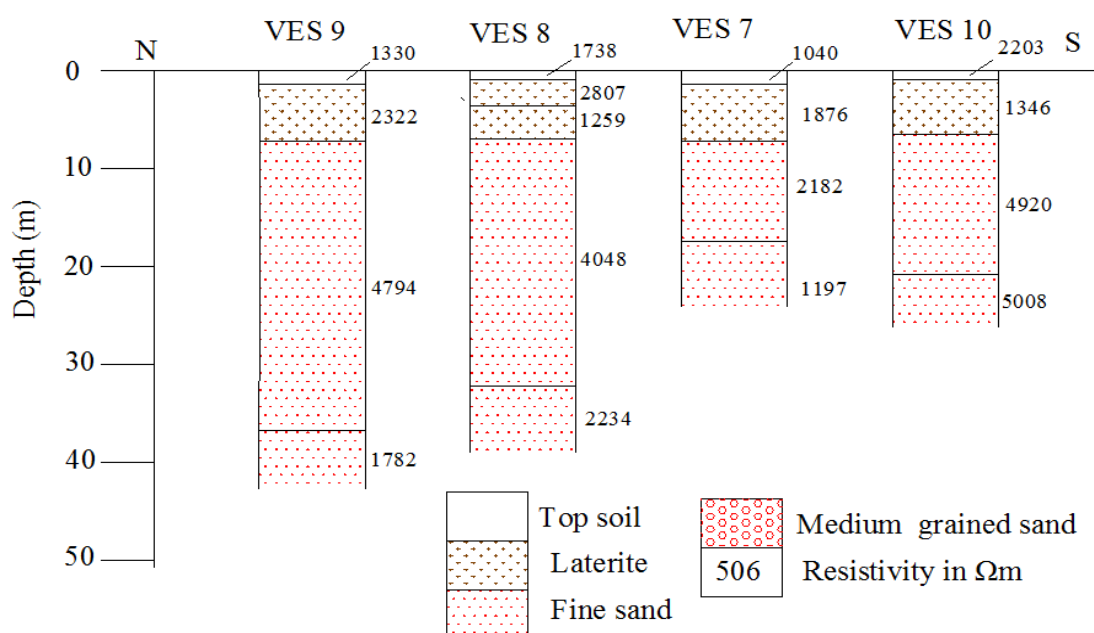 N VES 9 VES 8 VES 7 VES 10 S
1330 1738 1040 2203
0
2807
2322 1259 1876 1346
10
2182
4920
20 4048
4794 1197 5008
30
2234
40 1782
50
Depth (m)
Top soil
Laterite
Fine sand
Medium grained sand
506 Resistivity in Ωm